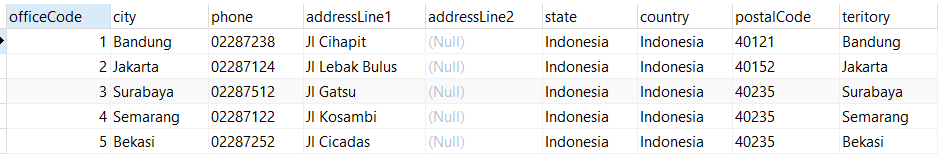 officeCode city phone addressLine1 addressLine2 state country postalCode teritory
1 Bandung 02287238 Jl Cihapit (Null) Indonesia Indonesia 40121 Bandung
2 Jakarta 02287124 Jl Lebak Bulus (Null) Indonesia Indonesia 40152 Jakarta
3 Surabaya 02287512 Jl Gatsu (Null) Indonesia Indonesia 40235 Surabaya
4 Semarang 02287122 Jl Kosambi (Null) Indonesia Indonesia 40235 Semarang
5 Bekasi 02287252 Jl Cicadas (Null) Indonesia Indonesia 40235 Bekasi